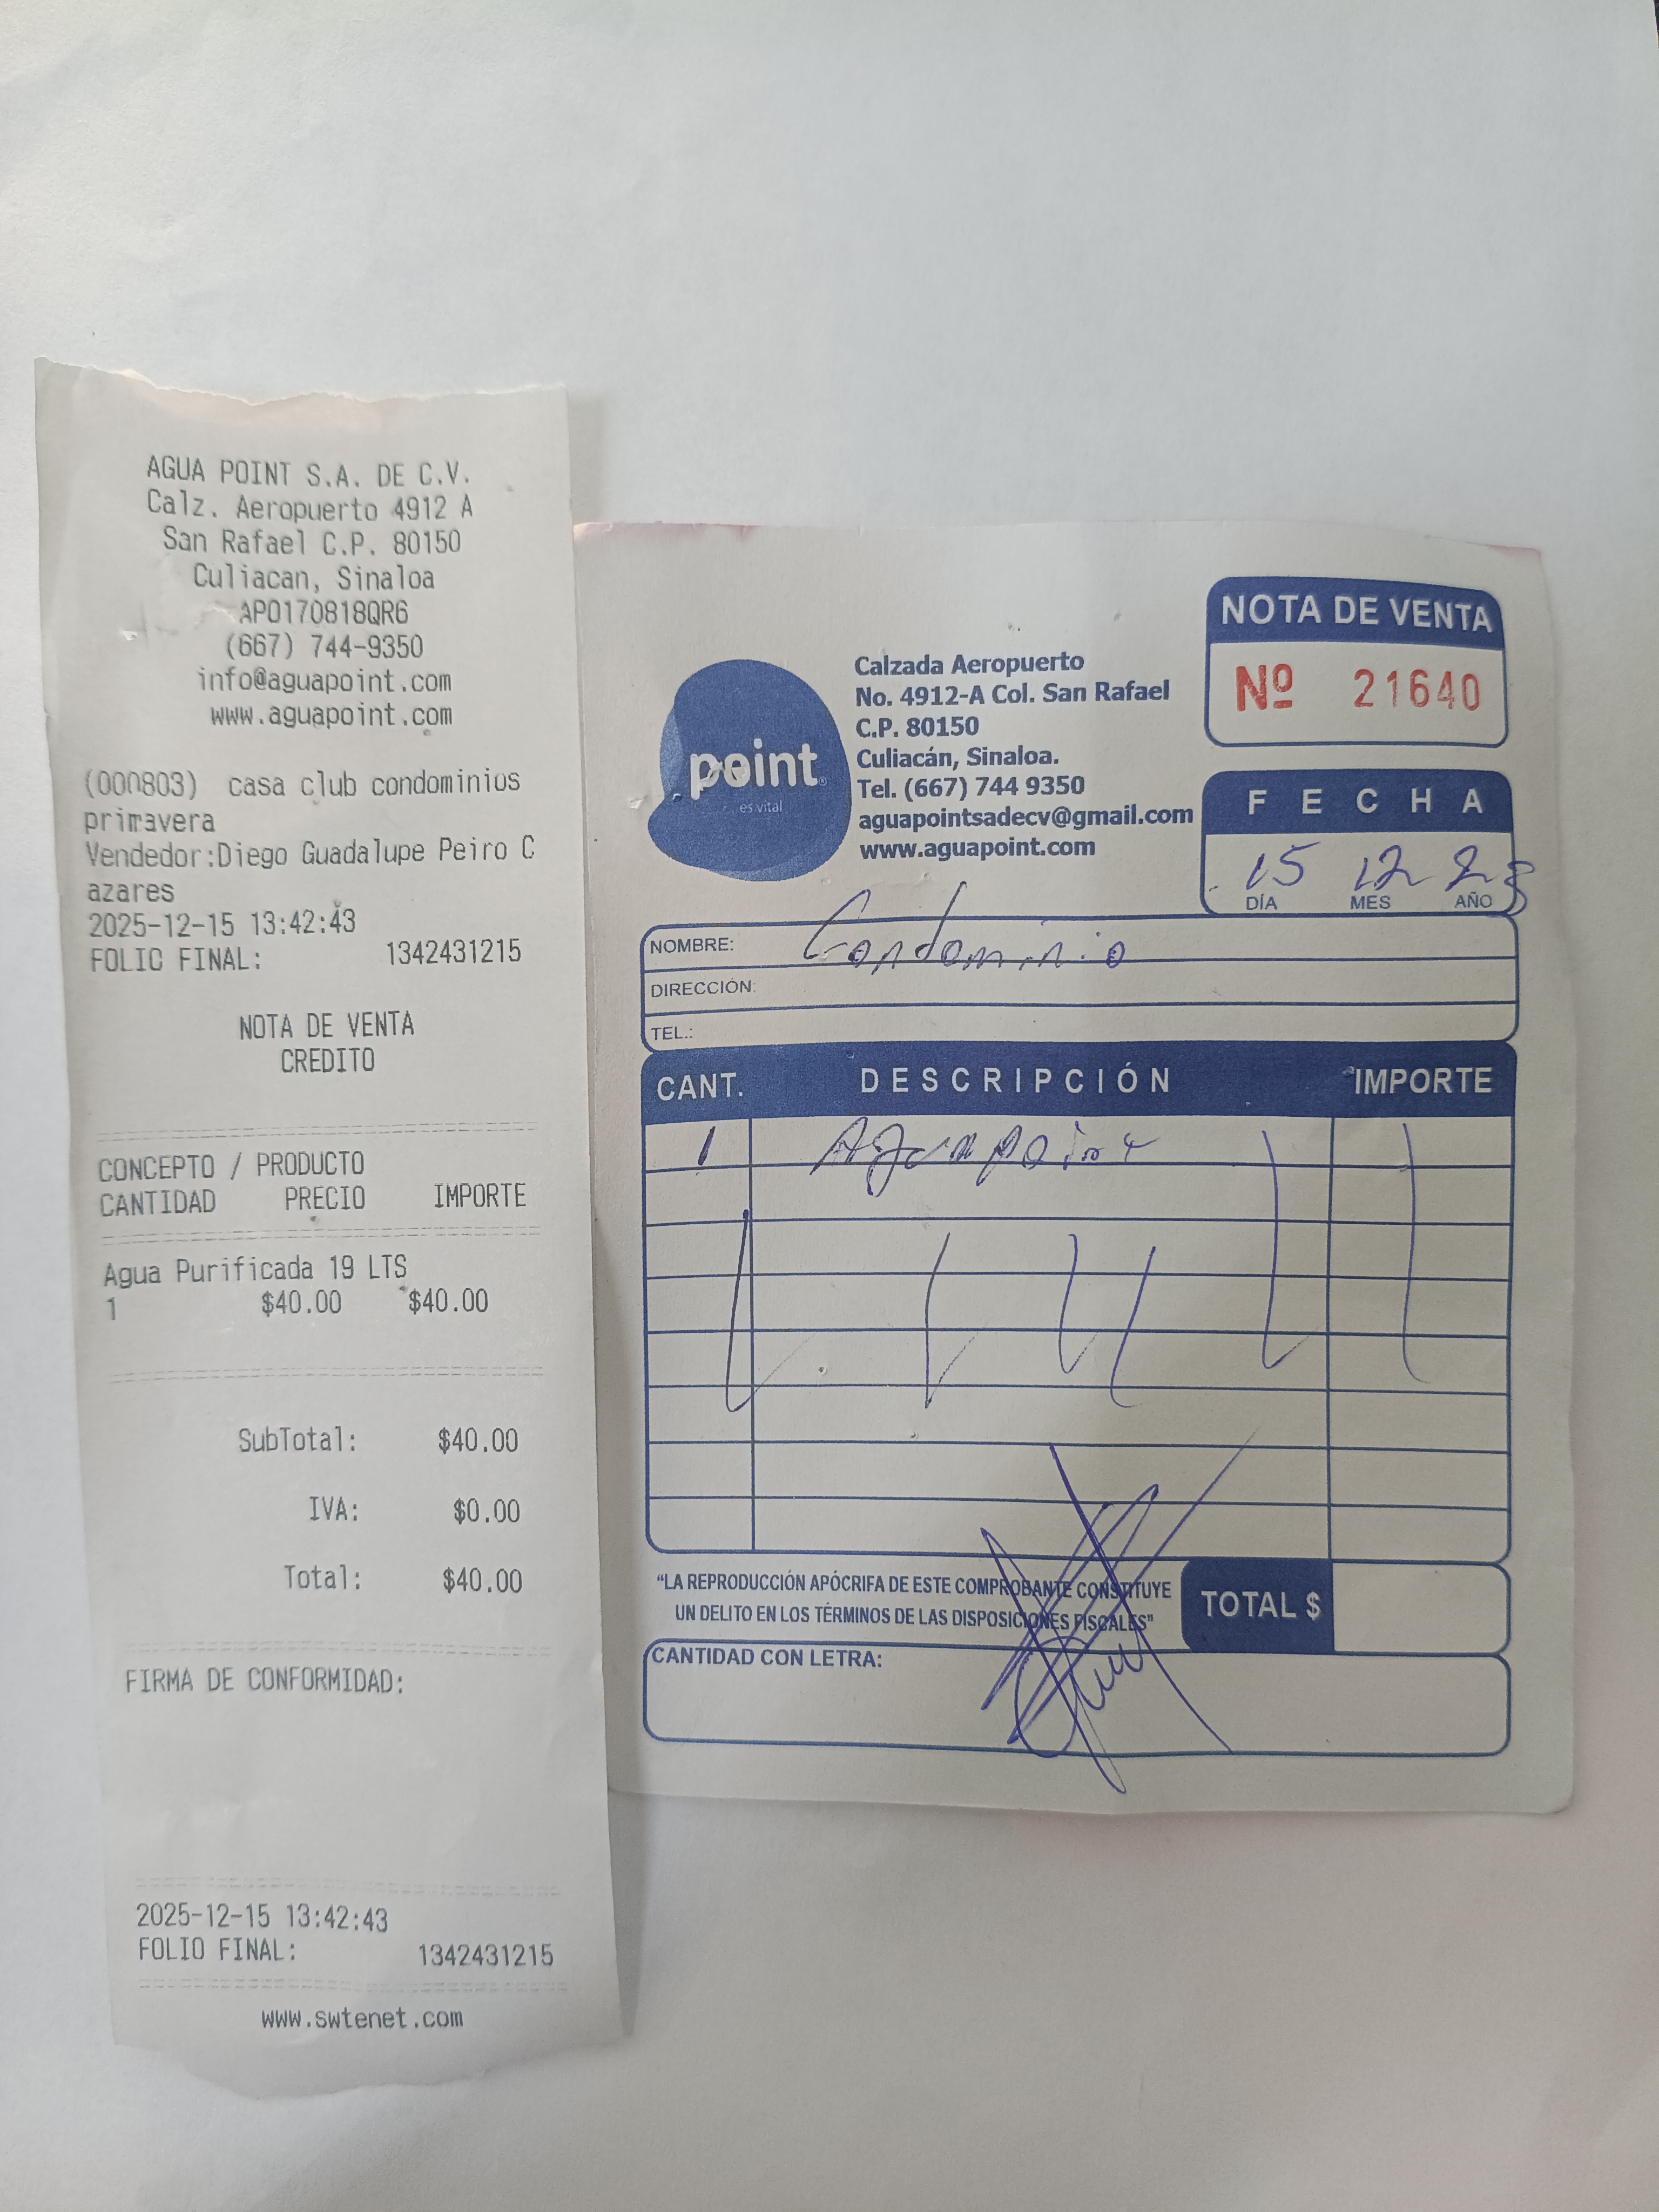 AGUA POINT S.A. DE C.V.
Calz. Aeropuerto 4912 A
San Rafael C.P. 80150
Culiacan, Sinaloa
APO170818QR6
(667) 744-9350
info@aguapoint.com
www.aguapoint.com
(000803) casa club condominios
primavera
Vendedor:Diego Guadalupe Peiro C
azares
2025-12-15 13:42:43
FOLIO FINAL: 1342431215
NOTA DE VENTA
CREDITO
CONCEPTO / PRODUCTO
CANTIDAD PRECIO IMPORTE
Agua Purificada 19 LTS
1 $40.00 $40.00
SubTotal: $40.00
IVA: $0.00
Total: $40.00
FIRMA DE CONFORMIDAD:
2025-12-15 13:42:43
FOLIO FINAL: 1342431215
www.swtenet.com
point®
es vital
Calzada Aeropuerto
No. 4912-A Col. San Rafael
C.P. 80150
Culiacán, Sinaloa.
Tel. (667) 744 9350
aguapointsadecv@gmail.com
www.aguapoint.com
NOTA DE VENTA
Nº 21640
FECHA
15 12
DÍA MES AÑO
NOMBRE: Condominio
DIRECCIÓN:
TEL.:
CANT. DESCRIPCIÓN IMPORTE
1 Aguapoint
"LA REPRODUCCIÓN APÓCRIFA DE ESTE COMPROBANTE CONSTITUYE
UN DELITO EN LOS TÉRMINOS DE LAS DISPOSICIONES FISCALES"
TOTAL $
CANTIDAD CON LETRA: